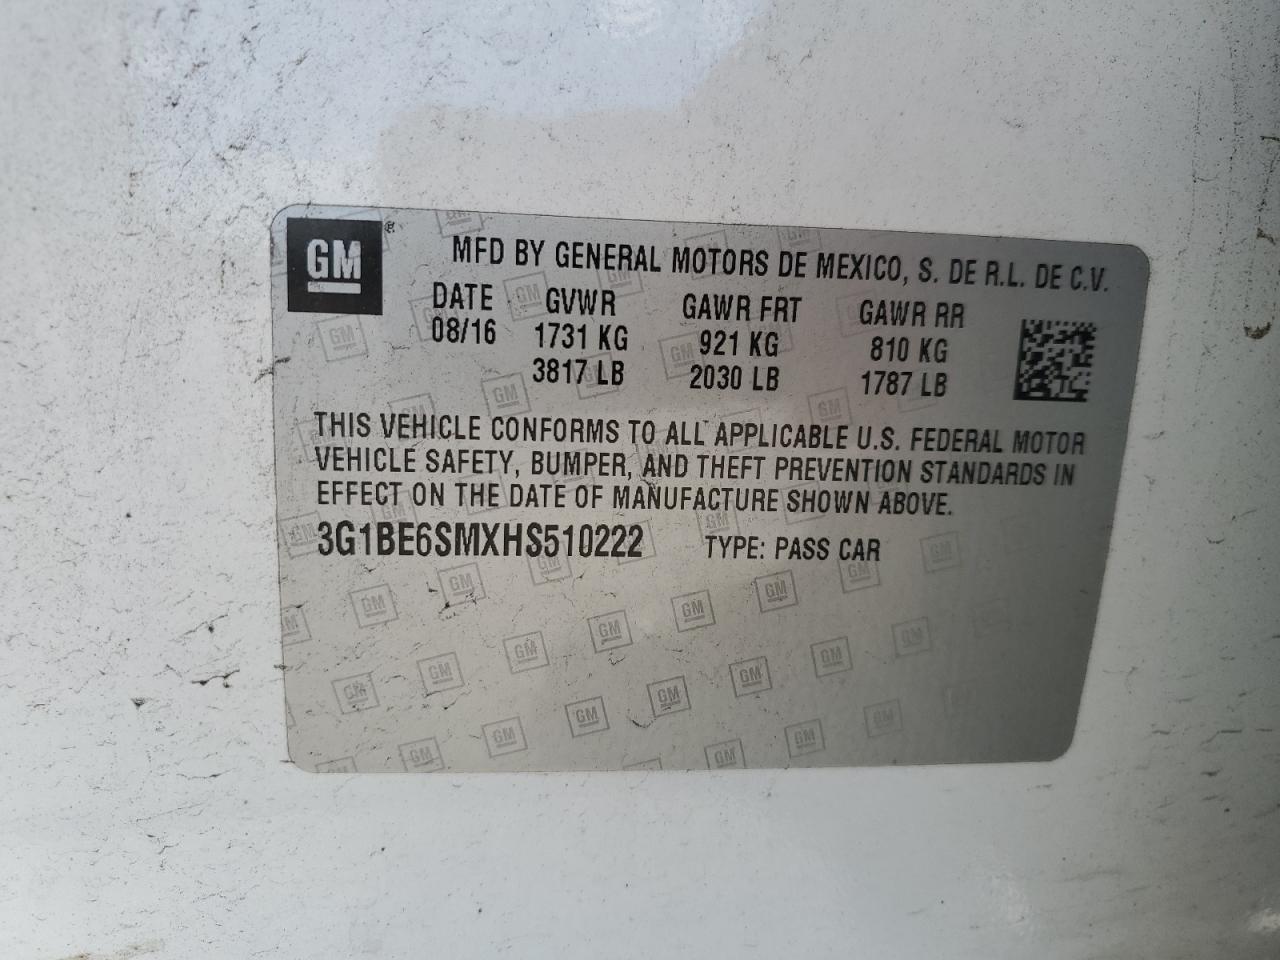 GM ®
MFD BY GENERAL MOTORS DE MEXICO, S. DE R.L. DE C.V.
DATE GVWR GAWR FRT GAWR RR
08/16 1731 KG 921 KG 810 KG
3817 LB 2030 LB 1787 LB
THIS VEHICLE CONFORMS TO ALL APPLICABLE U.S. FEDERAL MOTOR
VEHICLE SAFETY, BUMPER, AND THEFT PREVENTION STANDARDS IN
EFFECT ON THE DATE OF MANUFACTURE SHOWN ABOVE.
3G1BE6SMXHS510222 TYPE: PASS CAR